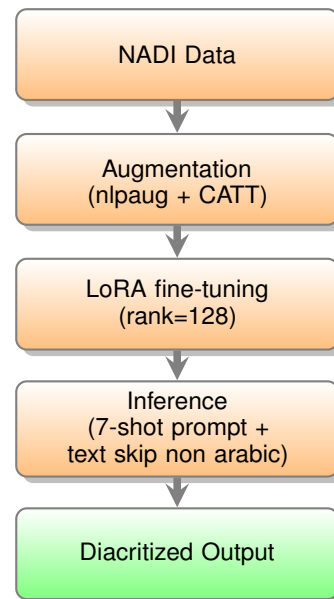 NADI Data
Augmentation
(nlpaug + CATT)
LoRA fine-tuning
(rank=128)
Inference
(7-shot prompt +
text skip non arabic)
Diacritized Output